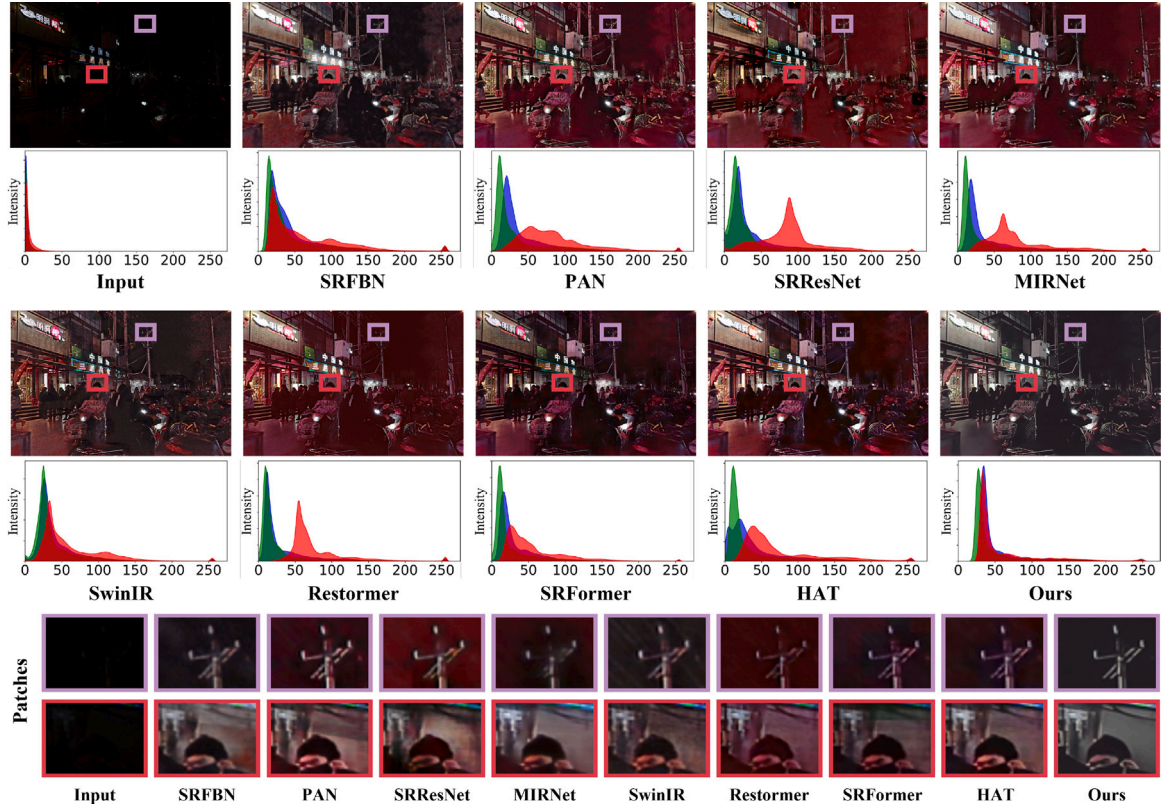 Intensity Intensity Intensity Intensity Intensity
0 50 100 150 200 250 0 50 100 150 200 250 0 50 100 150 200 250 0 50 100 150 200 250 0 50 100 150 200 250
Input SRFBN PAN SRResNet MIRNet
Intensity Intensity Intensity Intensity Intensity
0 50 100 150 200 250 0 50 100 150 200 250 0 50 100 150 200 250 0 50 100 150 200 250 0 50 100 150 200 250
SwinIR Restormer SRFormer HAT Ours
Patches
Input SRFBN PAN SRResNet MIRNet SwinIR Restormer SRFormer HAT Ours